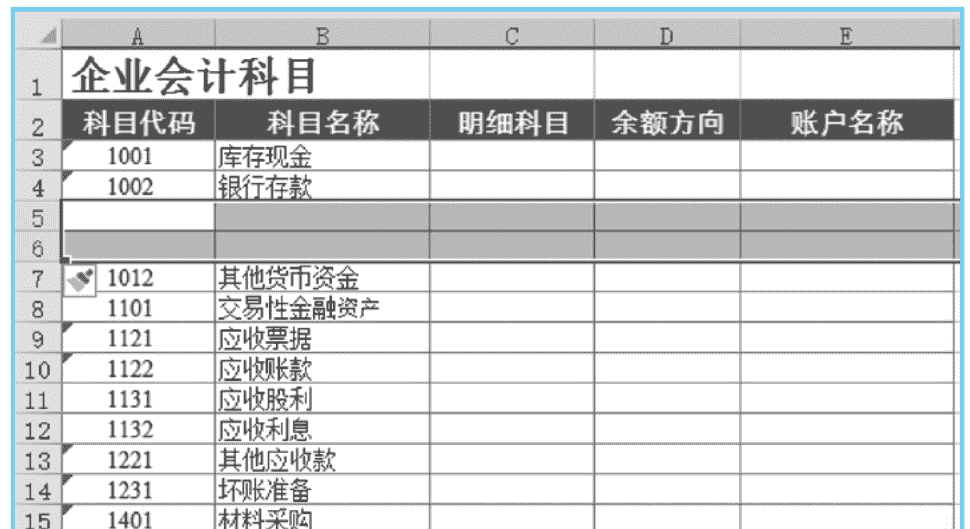 A B C D E
1 企业会计科目
2 科目代码 科目名称 明细科目 余额方向 账户名称
3 1001 库存现金
4 1002 银行存款
5
6
7 1012 其他货币资金
8 1101 交易性金融资产
9 1121 应收票据
10 1122 应收账款
11 1131 应收股利
12 1132 应收利息
13 1221 其他应收款
14 1231 坏账准备
15 1401 材料采购